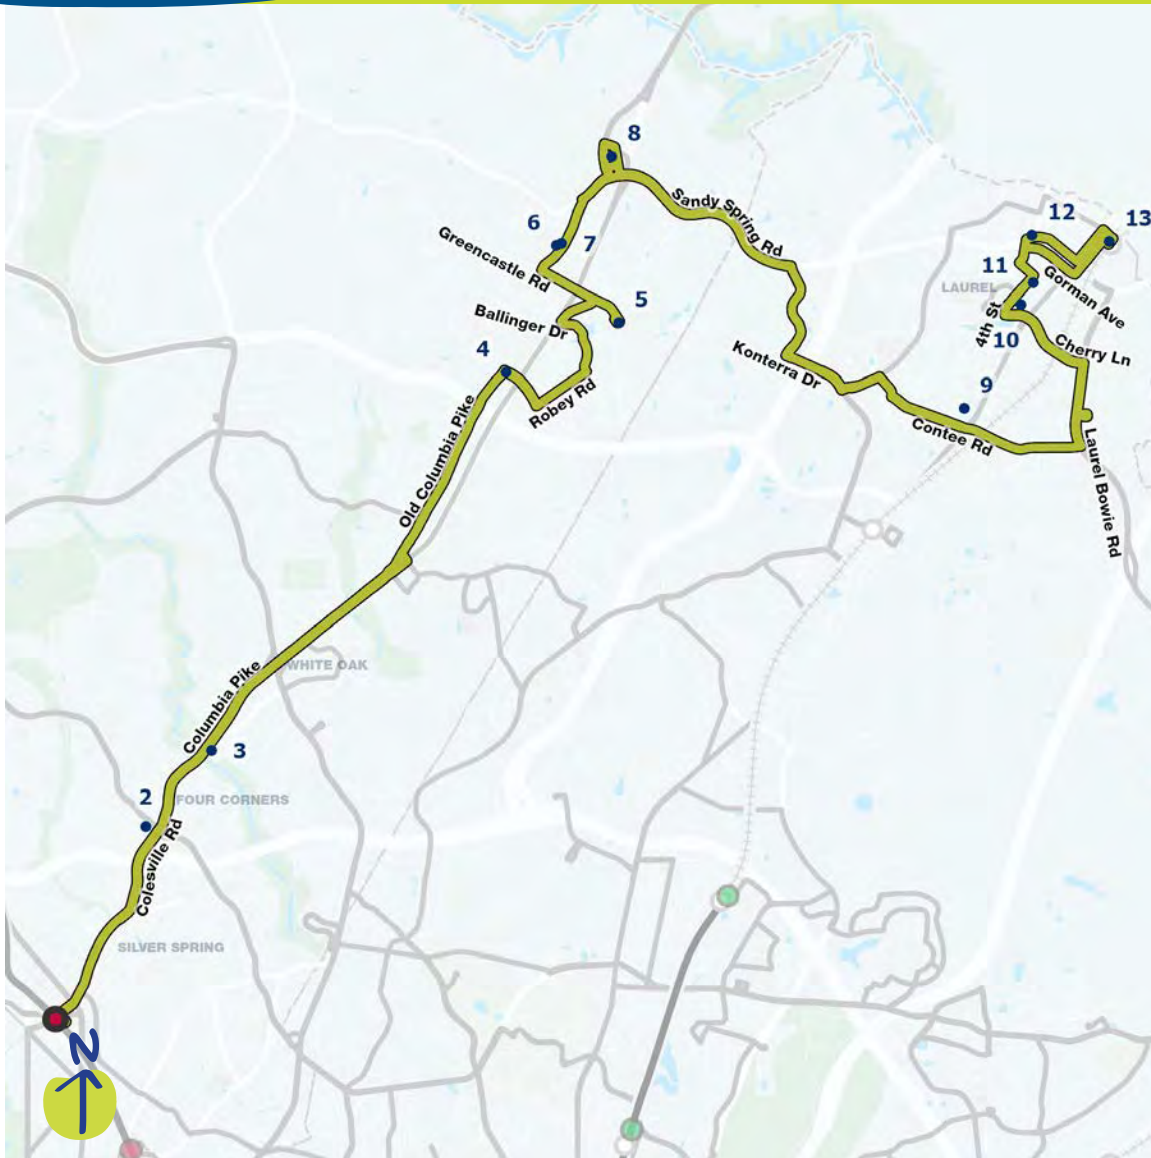 8
Sandy Spring Rd
12
13
6
7
Greencastle Rd
11
Gorman Ave
LAUREL
5
Ballinger Dr
4th St
10
4
Cherry Ln
Konterra Dr
9
Robey Rd
Contee Rd
Old Columbia Pike
Laurel Bowie Rd
WHITE OAK
Columbia Pike
3
2
FOUR CORNERS
Colesville Rd
SILVER SPRING
N